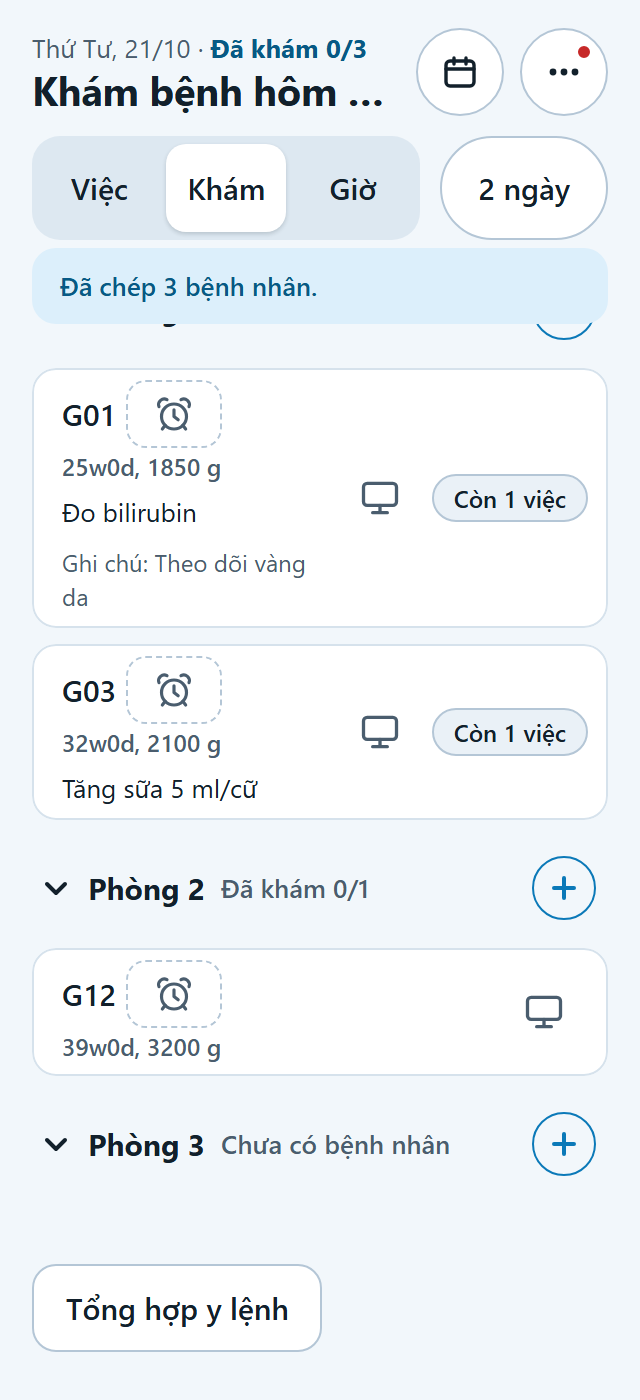 Thứ Tư, 21/10 · Đã khám 0/3
Khám bệnh hôm ...
Việc
Khám
Giờ
2 ngày
Đã chép 3 bệnh nhân.
G01
25w0d, 1850 g
Đo bilirubin
Còn 1 việc
Ghi chú: Theo dõi vàng
da
G03
32w0d, 2100 g
Còn 1 việc
Tăng sữa 5 ml/cữ
Phòng 2 Đã khám 0/1
G12
39w0d, 3200 g
Phòng 3 Chưa có bệnh nhân
Tổng hợp y lệnh